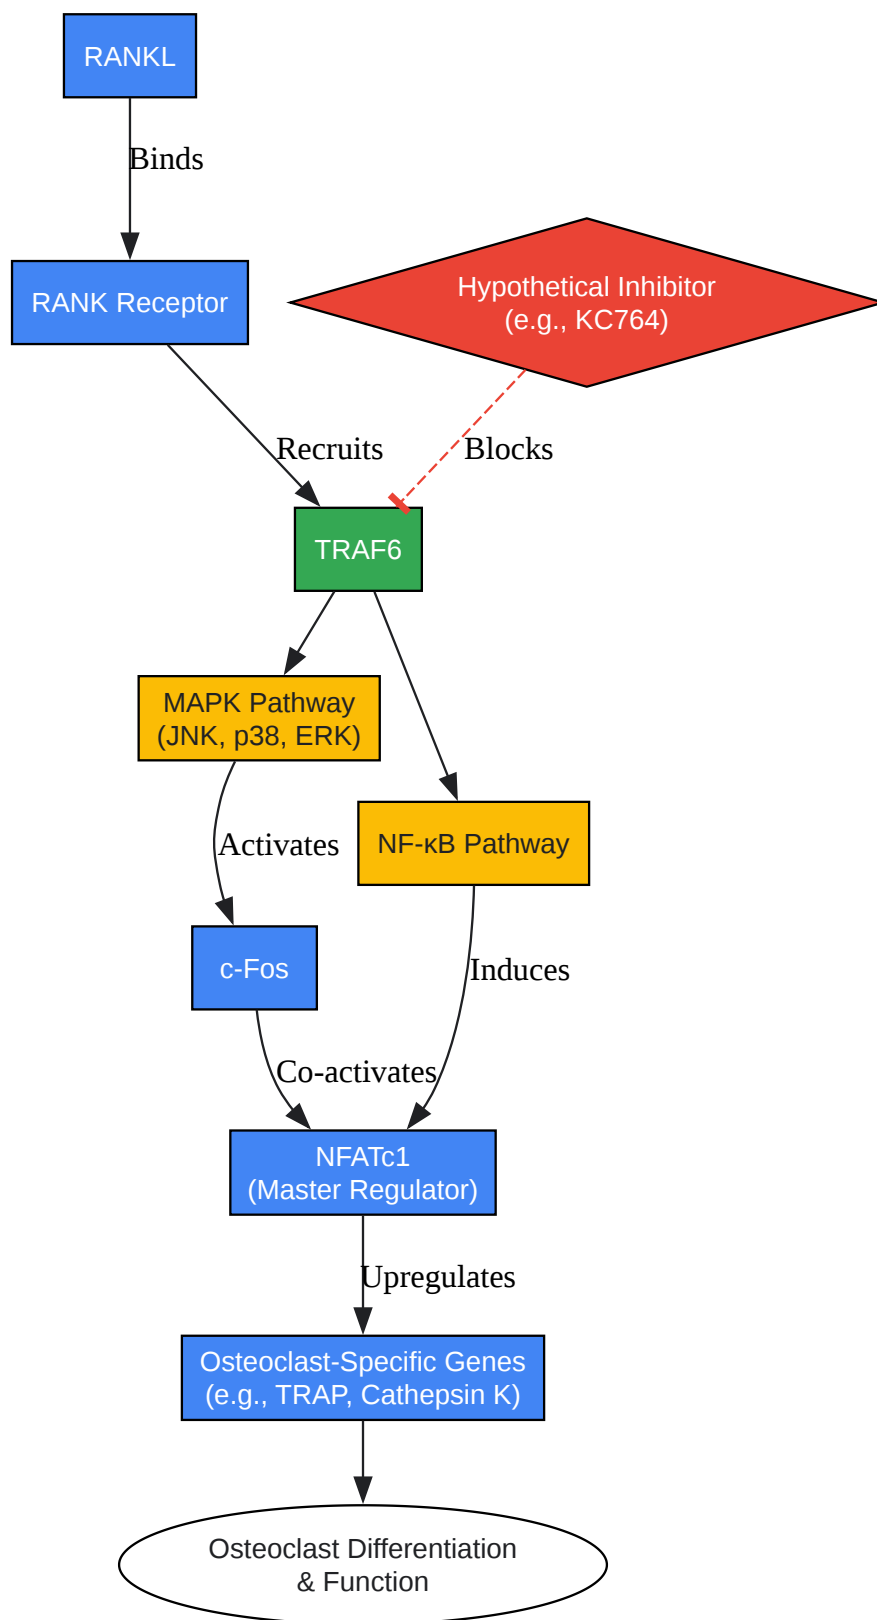 RANKL
Binds
RANK Receptor
Hypothetical Inhibitor
(e.g., KC764)
Recruits
Blocks
TRAF6
MAPK Pathway
(JNK, p38, ERK)
Activates
NF-κB Pathway
c-Fos
Induces
Co-activates
NFATc1
(Master Regulator)
Upregulates
Osteoclast-Specific Genes
(e.g., TRAP, Cathepsin K)
Osteoclast Differentiation
& Function